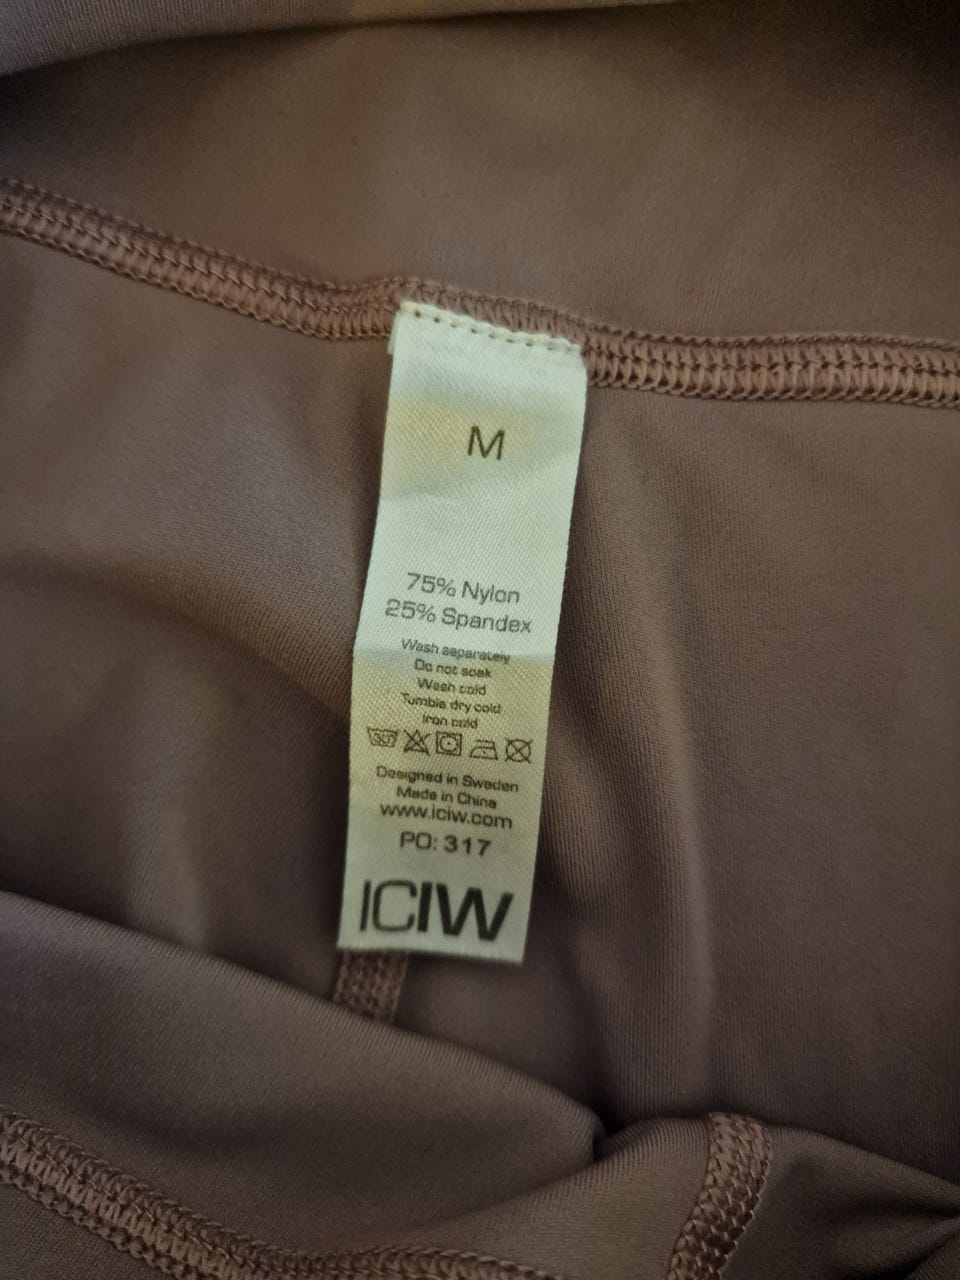 M
75% Nylon
25% Spandex
Wash separately
Do not soak
Wash cold
Tumble dry cold
Iron cold
30°
Designed in Sweden
Made in China
www.iciw.com
PO: 317
ICIW